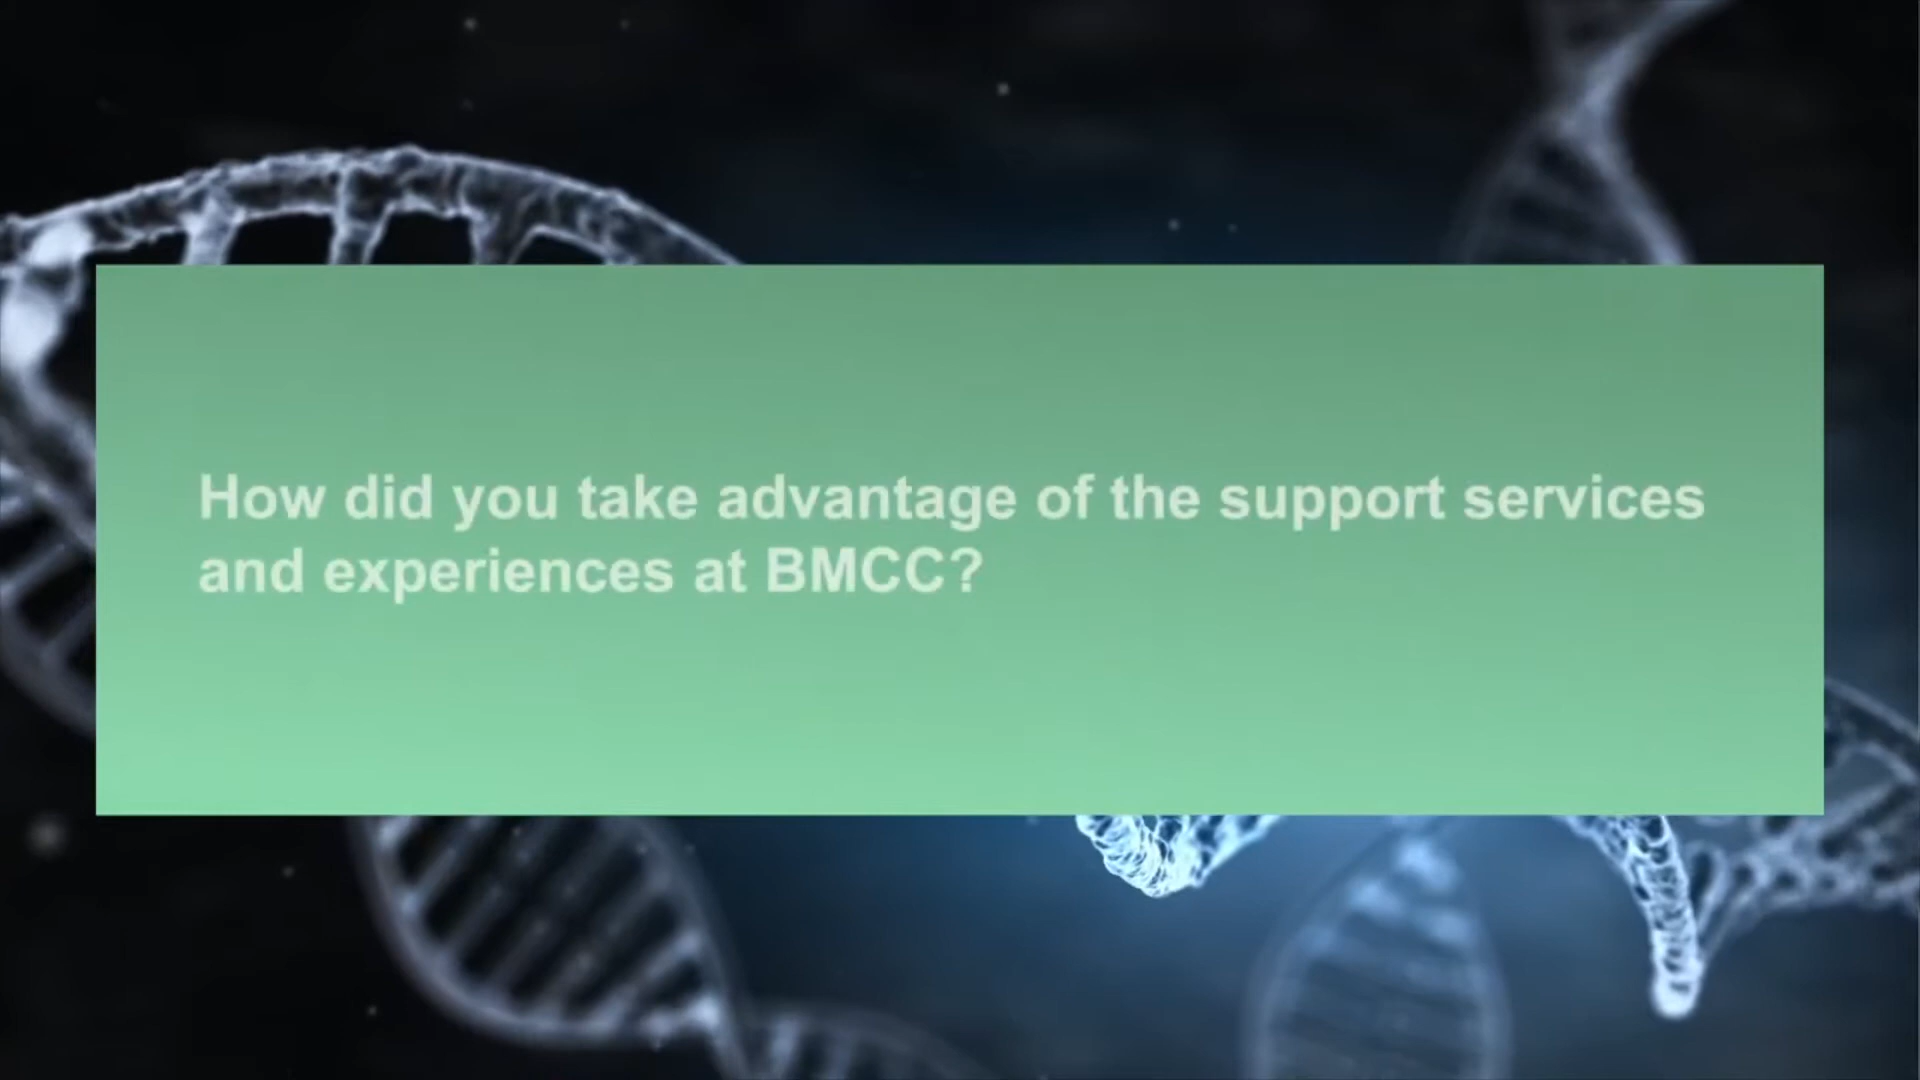 How did you take advantage of the support services
and experiences at BMCC?